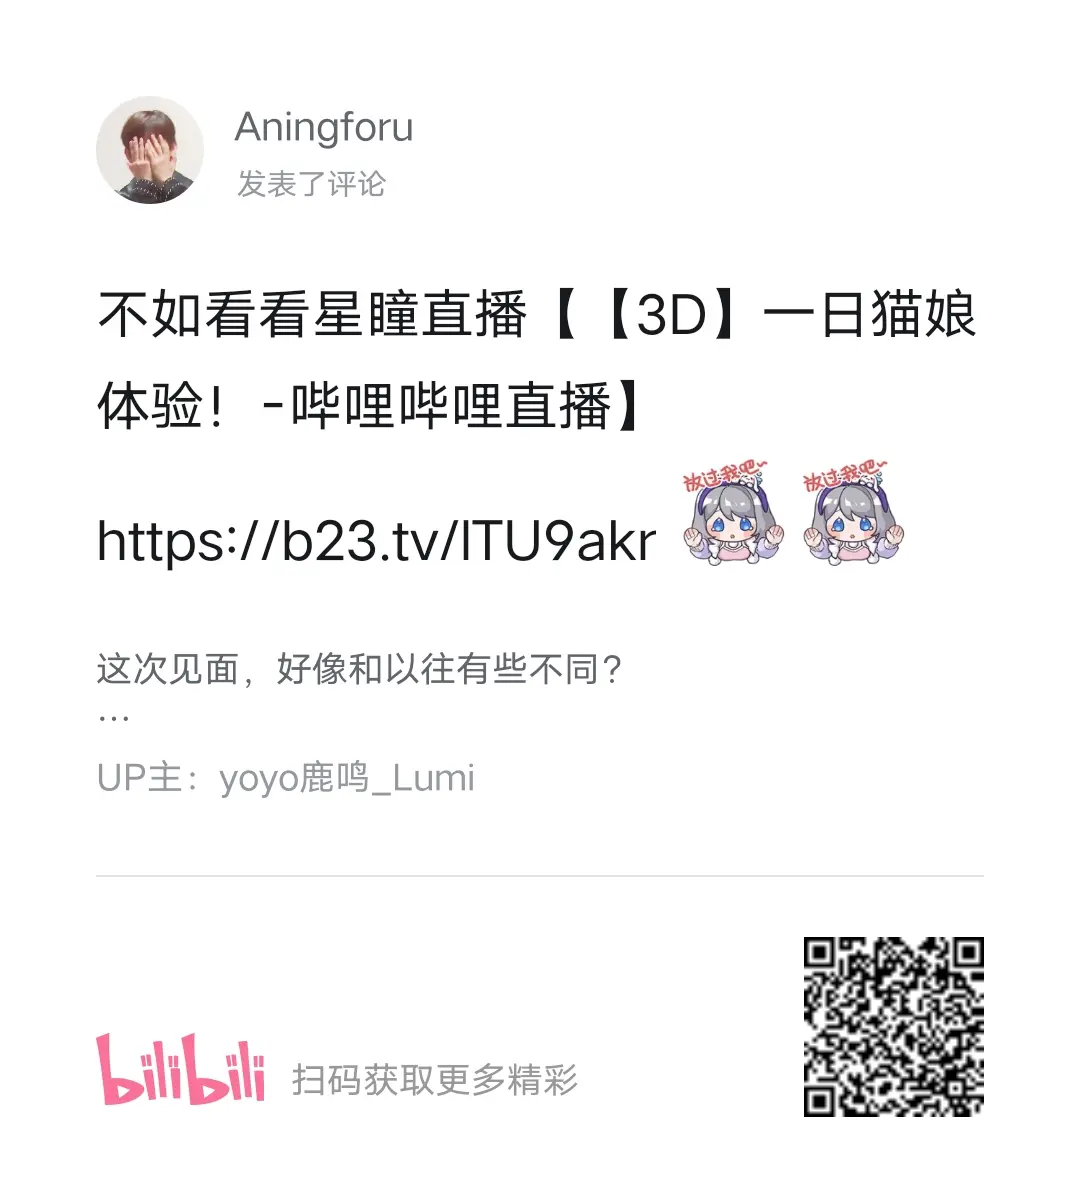 Aningforu
发表了评论
不如看看星瞳直播【【3D】一日猫娘
体验！-哔哩哔哩直播】
放过我吧~ 放过我吧~
https://b23.tv/lTU9akr
这次见面，好像和以往有些不同？
...
UP主：yoyo鹿鸣_Lumi
bilibili 扫码获取更多精彩